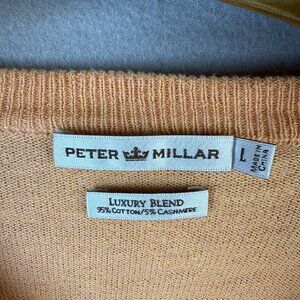 PETER MILLAR
L
MADE IN
CHINA
LUXURY BLEND
95% COTTON/5% CASHMERE